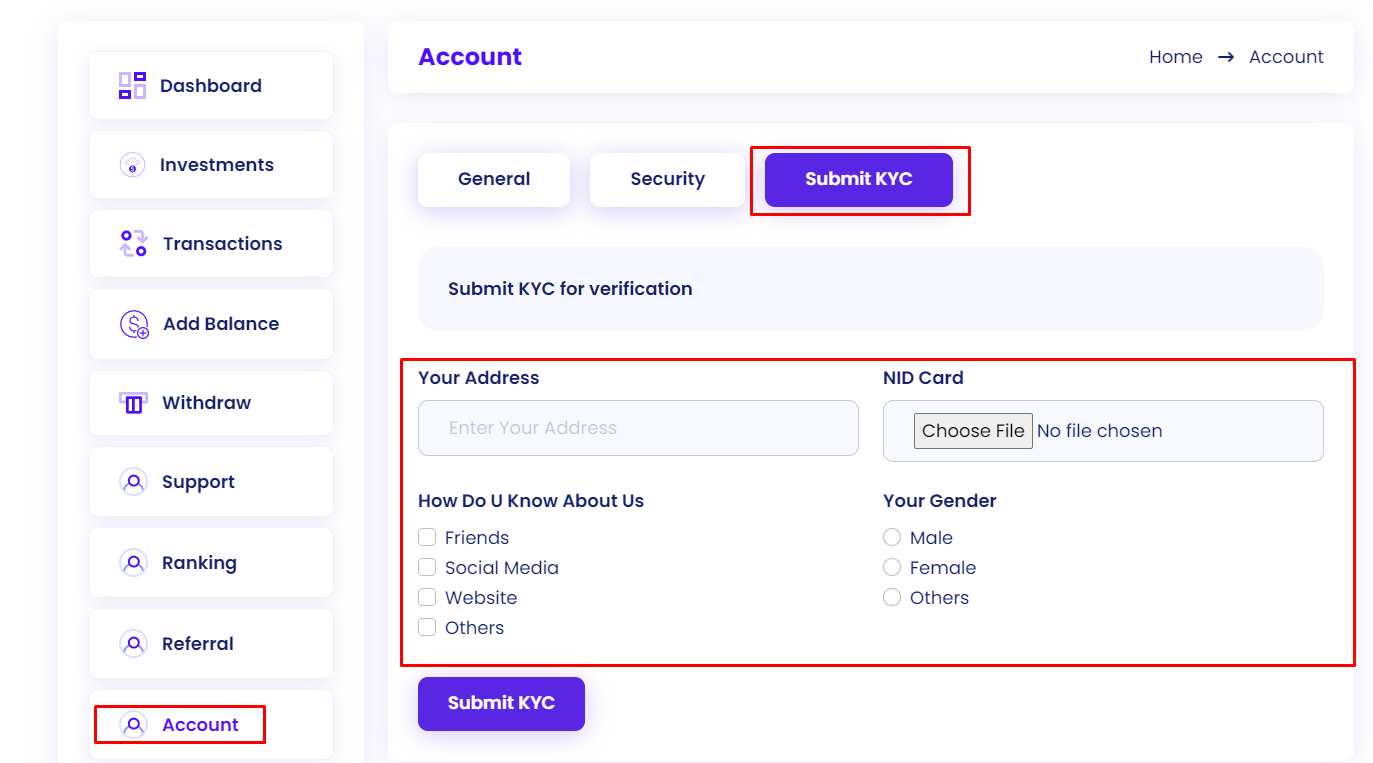 Dashboard
Investments
Transactions
Add Balance
Withdraw
Support
Ranking
Referral
Account
Account
Home → Account
General
Security
Submit KYC
Submit KYC for verification
Your Address
Enter Your Address
NID Card
Choose File No file chosen
How Do U Know About Us
Friends
Social Media
Website
Others
Your Gender
Male
Female
Others
Submit KYC